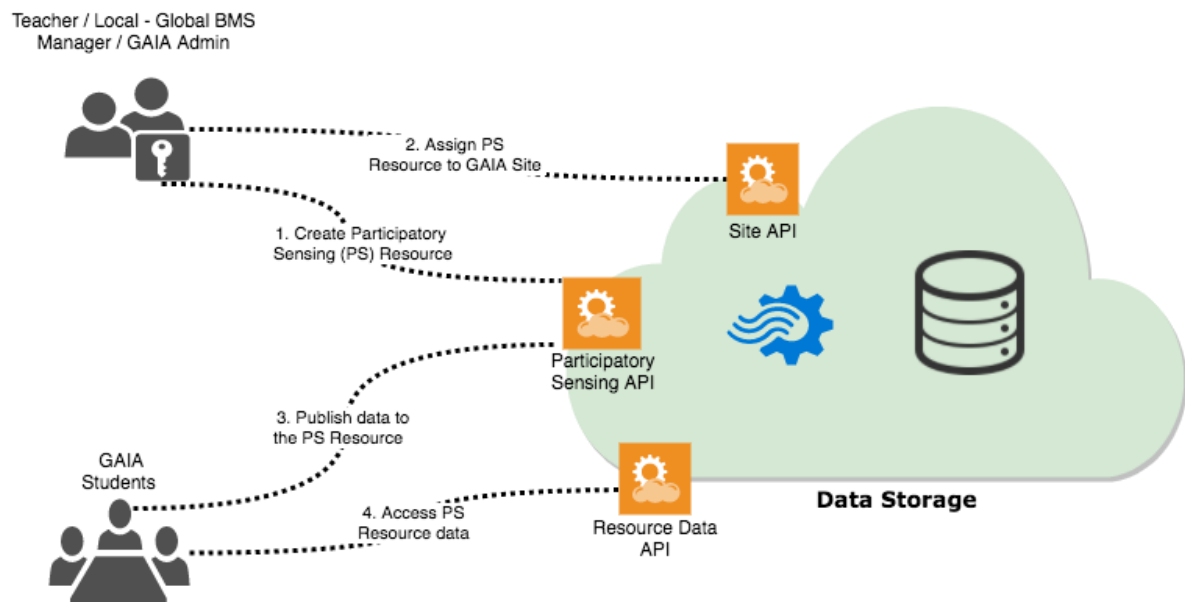 Teacher / Local - Global BMS
Manager / GAIA Admin
2. Assign PS
Resource to GAIA Site
Site API
1. Create Participatory
Sensing (PS) Resource
Participatory
Sensing API
3. Publish data to
the PS Resource
GAIA
Students
4. Access PS
Resource data
Resource Data
API
Data Storage